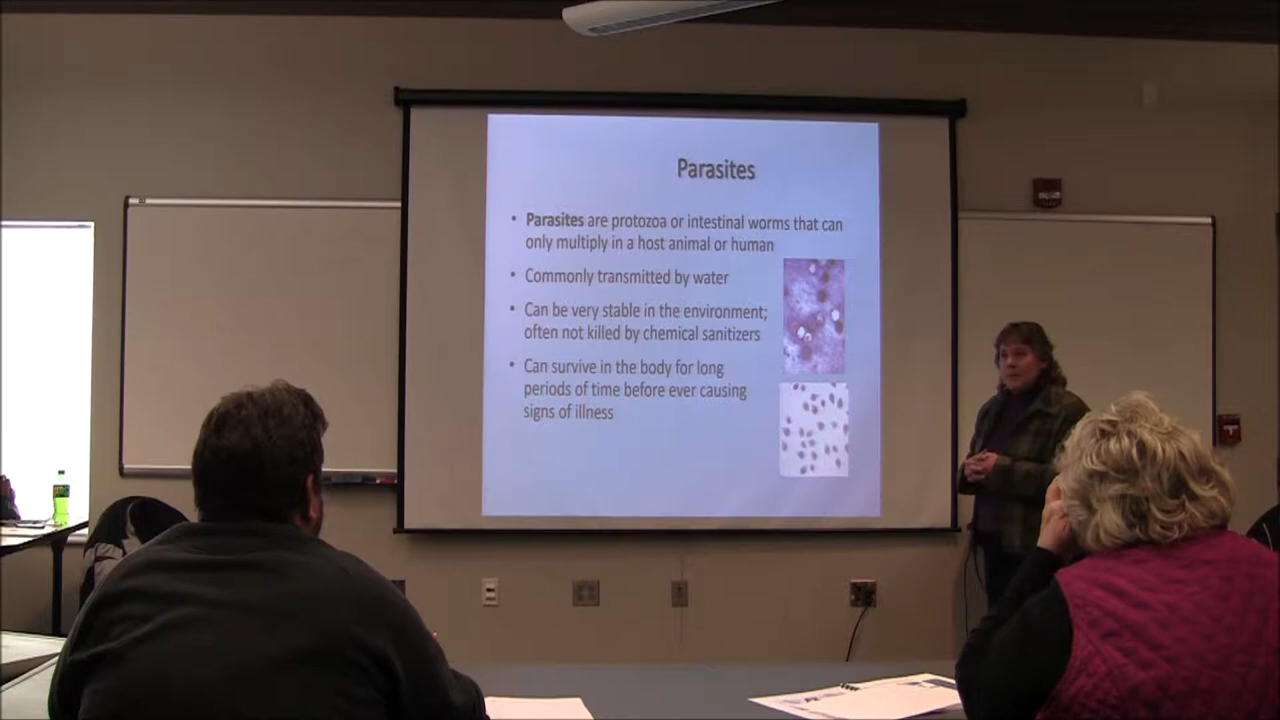 Parasites
• Parasites are protozoa or intestinal worms that can
only multiply in a host animal or human
• Commonly transmitted by water
• Can be very stable in the environment;
often not killed by chemical sanitizers
• Can survive in the body for long
periods of time before ever causing
signs of illness